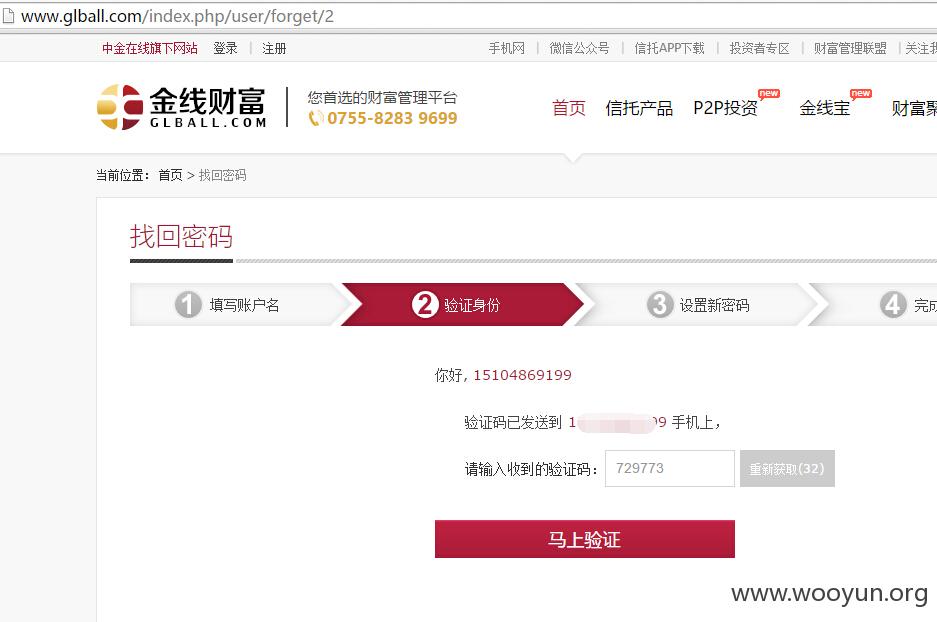 www.glball.com/index.php/user/forget/2
中金在线旗下网站 登录 | 注册 手机网 | 微信公众号 | 信托APP下载 | 投资者专区 | 财富管理联盟 | 关注
金线财富 GLBALL.COM
您首选的财富管理平台
0755-8283 9699
首页 信托产品 P2P投资 new 金线宝 new 财富聚
当前位置： 首页 > 找回密码
找回密码
1 填写账户名 2 验证身份 3 设置新密码 4 完成
你好, 15104869199
验证码已发送到 1 99 手机上，
请输入收到的验证码： 729773 重新获取(32)
马上验证
www.wooyun.org